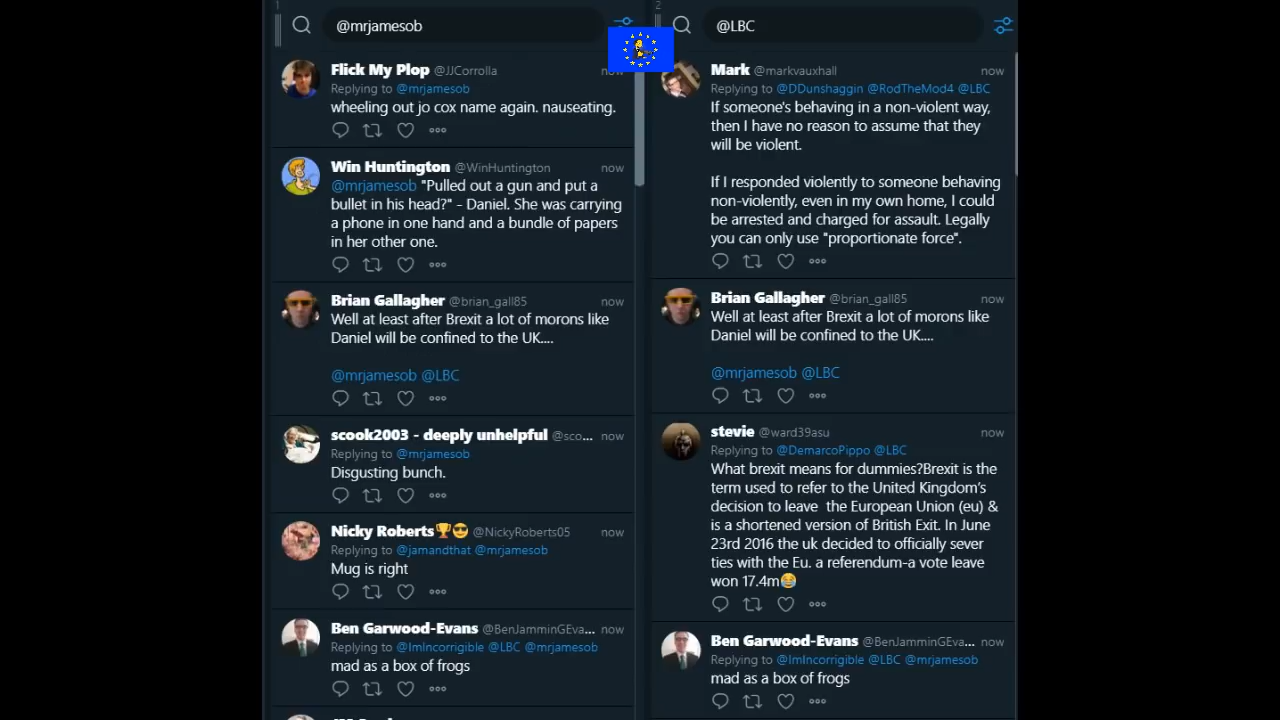 1
@mrjamesob
Flick My Plop @JJCorrolla now
Replying to @mrjamesob
wheeling out jo cox name again. nauseating.
Win Huntington @WinHuntington now
@mrjamesob "Pulled out a gun and put a
bullet in his head?" - Daniel. She was carrying
a phone in one hand and a bundle of papers
in her other one.
Brian Gallagher @brian_gall85 now
Well at least after Brexit a lot of morons like
Daniel will be confined to the UK....
@mrjamesob @LBC
scook2003 - deeply unhelpful @sco... now
Replying to @mrjamesob
Disgusting bunch.
Nicky Roberts🏆😎 @NickyRoberts05 now
Replying to @jamandthat @mrjamesob
Mug is right
Ben Garwood-Evans @BenJamminGEva... now
Replying to @ImIncorrigible @LBC @mrjamesob
mad as a box of frogs
2
@LBC
Mark @markvauxhall now
Replying to @DDunshaggin @RodTheMod4 @LBC
If someone's behaving in a non-violent way,
then I have no reason to assume that they
will be violent.
If I responded violently to someone behaving
non-violently, even in my own home, I could
be arrested and charged for assault. Legally
you can only use "proportionate force".
Brian Gallagher @brian_gall85 now
Well at least after Brexit a lot of morons like
Daniel will be confined to the UK....
@mrjamesob @LBC
stevie @ward39asu now
Replying to @DemarcoPippo @LBC
What brexit means for dummies?Brexit is the
term used to refer to the United Kingdom's
decision to leave  the European Union (eu) &
is a shortened version of British Exit. In June
23rd 2016 the uk decided to officially sever
ties with the Eu. a referendum-a vote leave
won 17.4m😂
Ben Garwood-Evans @BenJamminGEva... now
Replying to @ImIncorrigible @LBC @mrjamesob
mad as a box of frogs